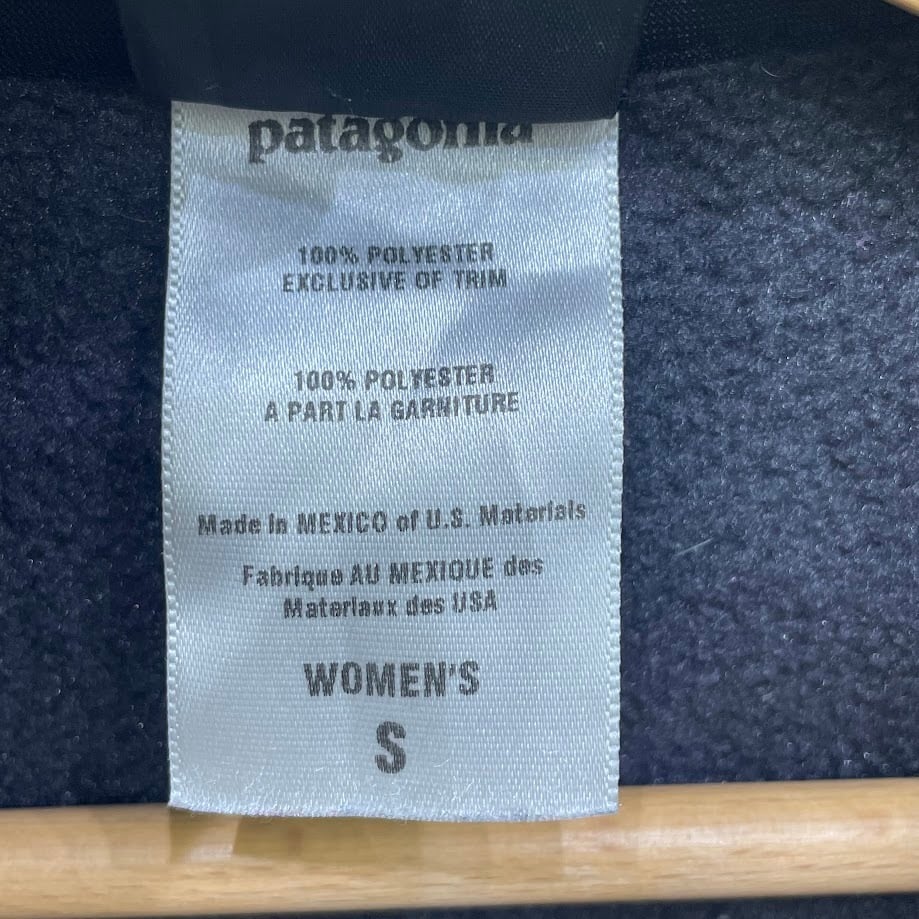 patagonia
100% POLYESTER
EXCLUSIVE OF TRIM
100% POLYESTER
A PART LA GARNITURE
Made in MEXICO of U.S. Materials
Fabrique AU MEXIQUE des
Materiaux des USA
WOMEN'S
S